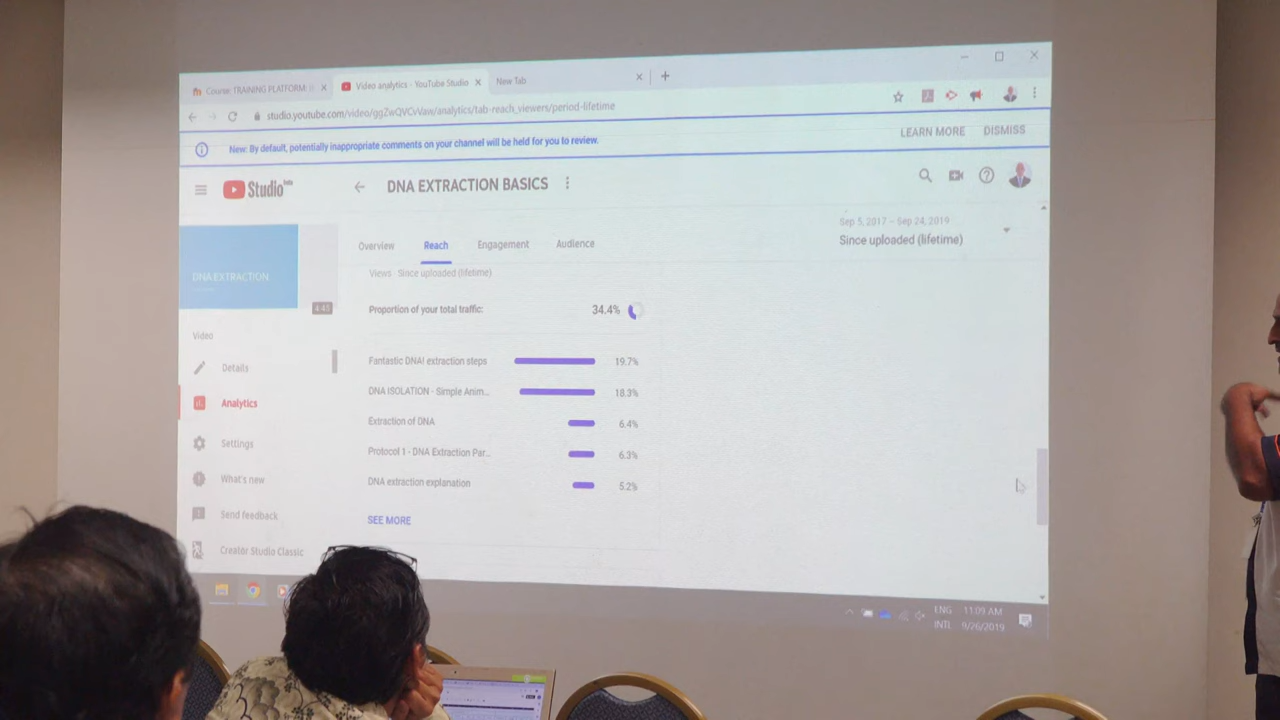 Course: TRAINING PLATFORM:
Video analytics - YouTube Studio
New Tab
studio.youtube.com/video/ggZwQVCvVaw/analytics/tab-reach_viewers/period-lifetime
New: By default, potentially inappropriate comments on your channel will be held for you to review.
LEARN MORE DISMISS
Studio beta
DNA EXTRACTION BASICS
Sep 5, 2017 – Sep 24, 2019
Since uploaded (lifetime)
Overview Reach Engagement Audience
DNA EXTRACTION
4:45
Views · Since uploaded (lifetime)
Proportion of your total traffic: 34.4%
Fantastic DNAI extraction steps 19.7%
DNA ISOLATION - Simple Anim... 18.3%
Extraction of DNA 6.4%
Protocol 1 - DNA Extraction Par... 6.3%
DNA extraction explanation 5.2%
SEE MORE
Video
Details
Analytics
Settings
What's new
Send feedback
Creator Studio Classic
ENG 11:09 AM
INTL 9/26/2019